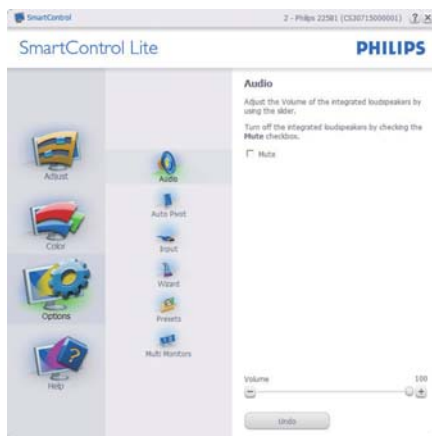 SmartControl
2 - Philips 225B1 (CG30715000001)
? X
SmartControl Lite
PHILIPS
Adjust
Color
Options
Help
Audio
Auto Pivot
Input
Wizard
Presets
Multi Monitors
Audio
Adjust the Volume of the integrated loudspeakers by
using the slider.
Turn off the integrated loudspeakers by checking the
Mute checkbox.
Mute
Volume 100
Undo